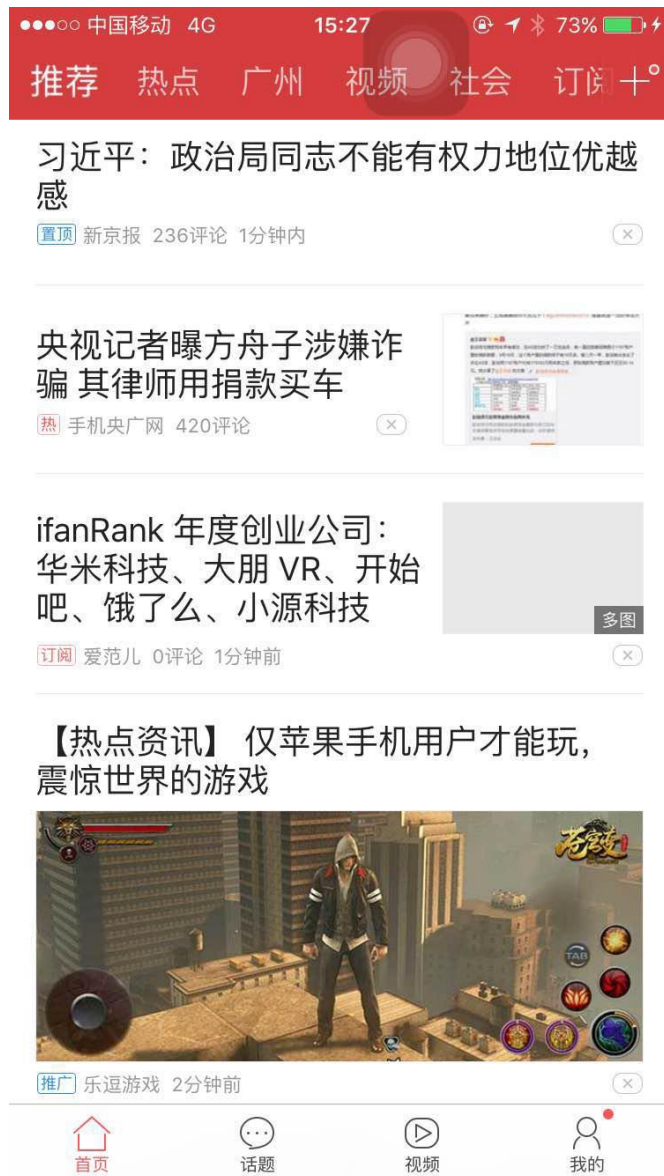 中国移动 4G 15:27 73%
推荐 热点 广州 视频 社会 订阅
习近平：政治局同志不能有权力地位优越
感
置顶 新京报 236评论 1分钟内
央视记者曝方舟子涉嫌诈
骗 其律师用捐款买车
热 手机央广网 420评论
ifanRank 年度创业公司：
华米科技、大朋 VR、开始
吧、饿了么、小源科技
多图
订阅 爱范儿 0评论 1分钟前
【热点资讯】 仅苹果手机用户才能玩，
震惊世界的游戏
苍穹变
TAB
推广 乐逗游戏 2分钟前
首页 话题 视频 我的